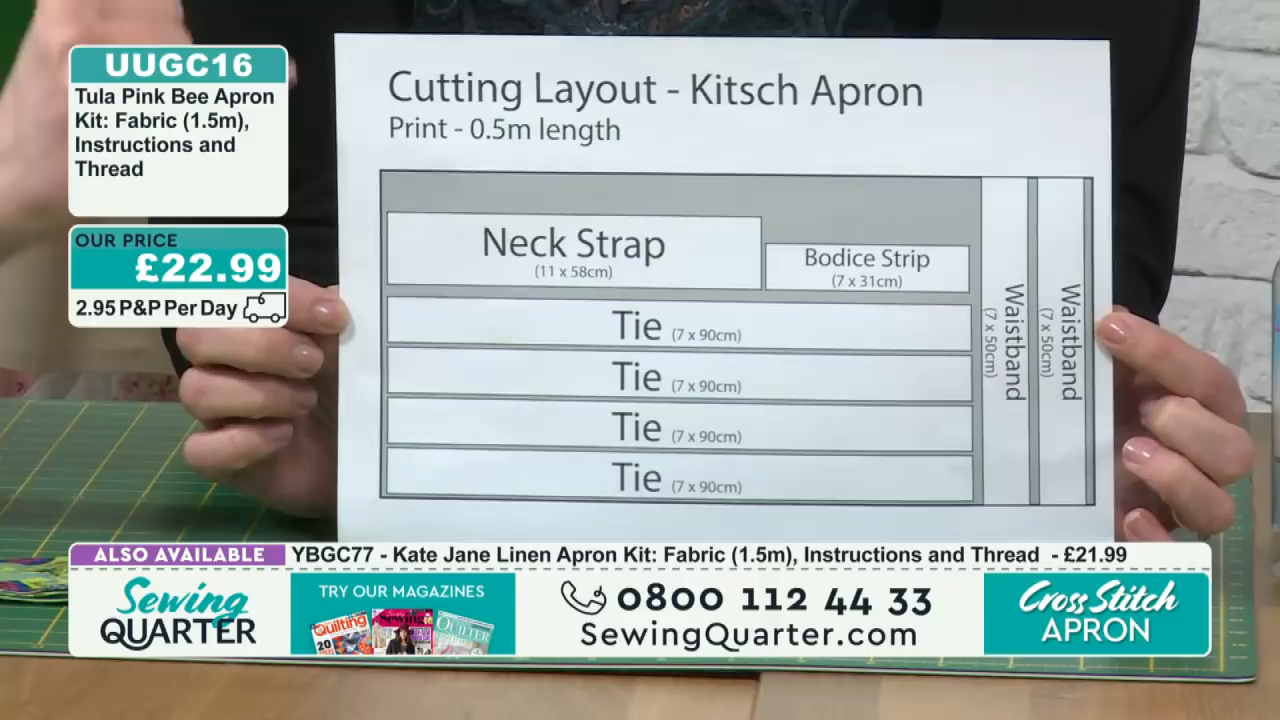 UUGC16
Tula Pink Bee Apron
Kit: Fabric (1.5m),
Instructions and
Thread
OUR PRICE
£22.99
2.95 P&P Per Day
Cutting Layout - Kitsch Apron
Print - 0.5m length
Neck Strap
(11 x 58cm)
Bodice Strip
(7 x 31cm)
Tie (7 x 90cm)
Tie (7 x 90cm)
Tie (7 x 90cm)
Tie (7 x 90cm)
Waistband
(7 x 50cm)
Waistband
(7 x 50cm)
ALSO AVAILABLE
YBGC77 - Kate Jane Linen Apron Kit: Fabric (1.5m), Instructions and Thread - £21.99
Sewing
QUARTER
TRY OUR MAGAZINES
Quilting
20
Sewing
QUILTER
0800 112 44 33
SewingQuarter.com
Cross Stitch
APRON